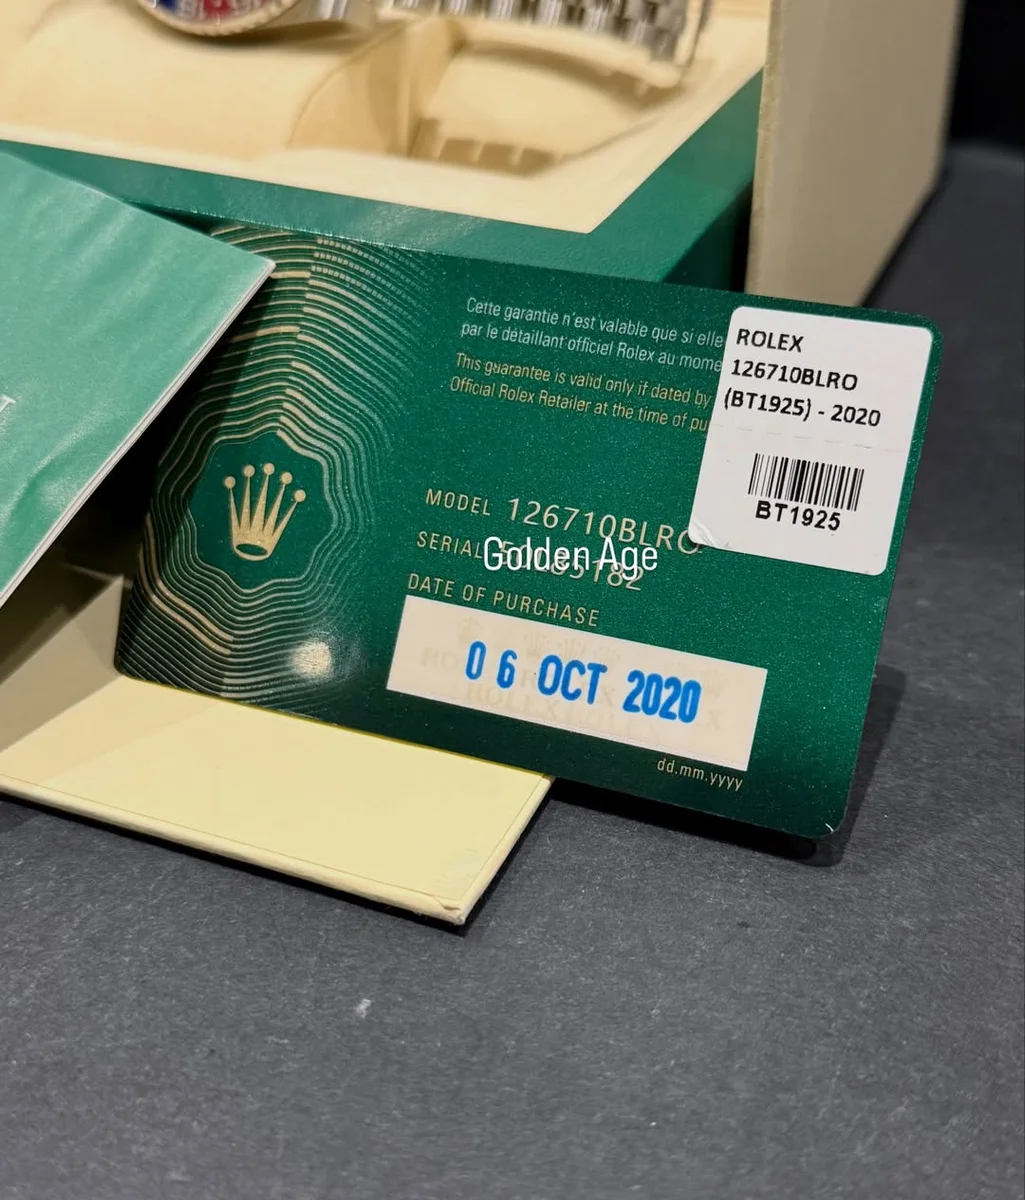 Cette garantie n'est valable que si elle
par le détaillant officiel Rolex au mome
This guarantee is valid only if dated by
Official Rolex Retailer at the time of pu
ROLEX
126710BLRO
(BT1925) - 2020
BT1925
MODEL 126710BLRO
SERIAL
Golden Age
DATE OF PURCHASE
06 OCT 2020
dd.mm.yyyy